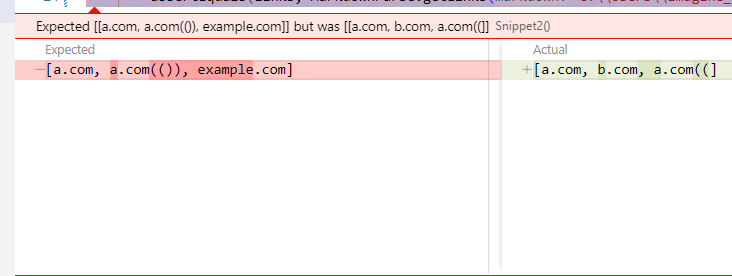 Expected [[a.com, a.com(()), example.com]] but was [[a.com, b.com, a.com((]] Snippet2()
Expected
Actual
−[a.com, a.com(()), example.com]
+[a.com, b.com, a.com((]